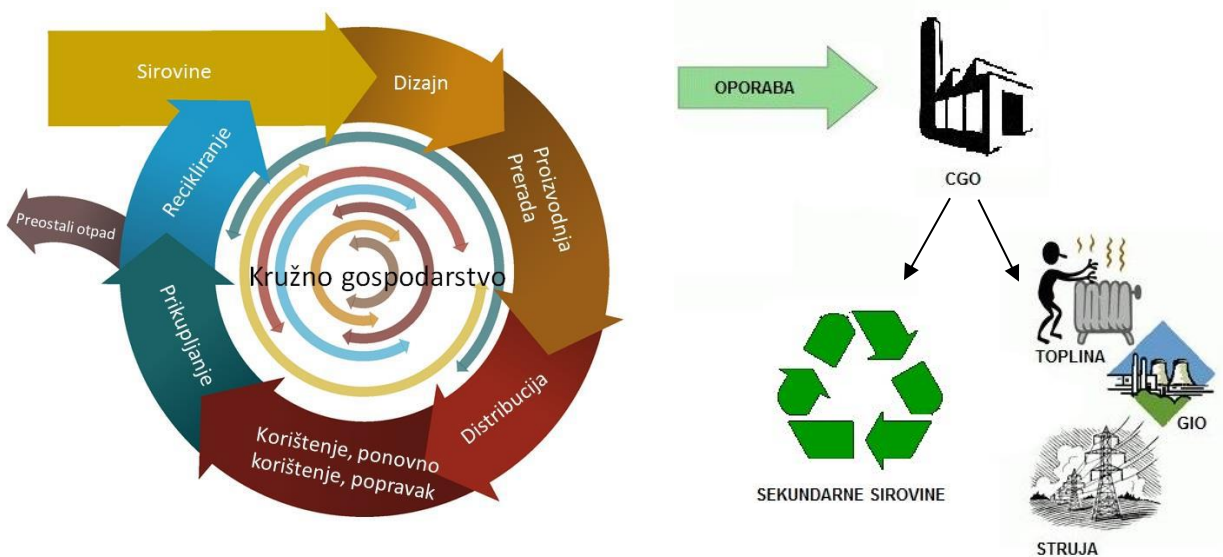 Sirovine
Dizajn
Proizvodnja
Prerada
Distribucija
Korištenje, ponovno
korištenje, popravak
Prikupljanje
Recikliranje
Preostali otpad
Kružno gospodarstvo
OPORABA
CGO
SEKUNDARNE SIROVINE
TOPLINA
GIO
STRUJA